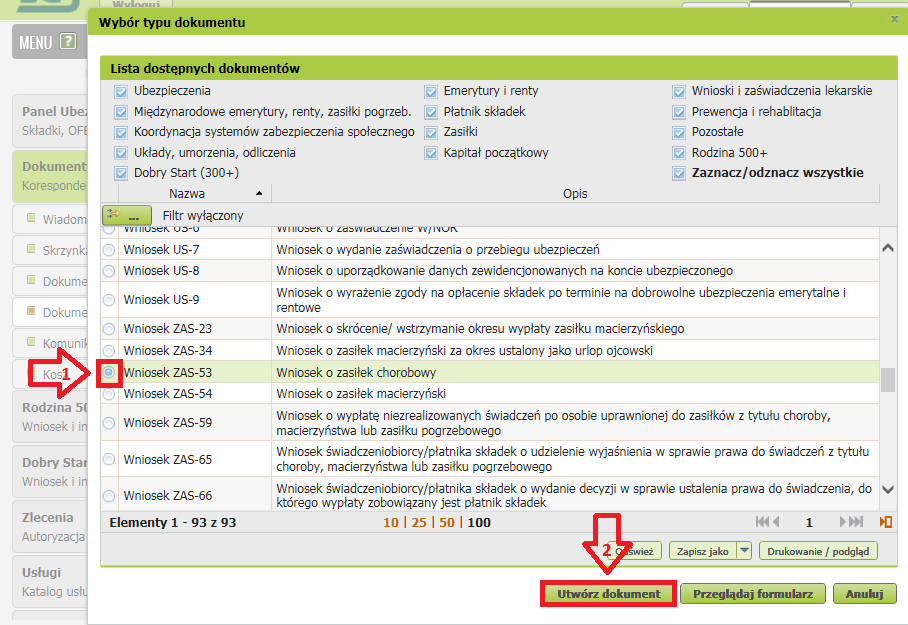 Wyloguj
Wybór typu dokumentu
x
MENU ?
Lista dostępnych dokumentów
Ubezpieczenia
Emerytury i renty
Wnioski i zaświadczenia lekarskie
Międzynarodowe emerytury, renty, zasiłki pogrzeb.
Płatnik składek
Prewencja i rehablitacja
Koordynacja systemów zabezpieczenia społecznego
Zasiłki
Pozostałe
Układy, umorzenia, odliczenia
Kapitał początkowy
Rodzina 500+
Dobry Start (300+)
Zaznacz/odznacz wszystkie
Nazwa
Opis
... Filtr wyłączony
Wniosek US-6 Wniosek o zaświadczenie W/NOR
Wniosek US-7 Wniosek o wydanie zaświadczenia o przebiegu ubezpieczeń
Wniosek US-8 Wniosek o uporządkowanie danych zewidencjonowanych na koncie ubezpieczonego
Wniosek US-9 Wniosek o wyrażenie zgody na opłacenie składek po terminie na dobrowolne ubezpieczenia emerytalne i
rentowe
Wniosek ZAS-23 Wniosek o skrócenie/ wstrzymanie okresu wypłaty zasiłku macierzyńskiego
Wniosek ZAS-34 Wniosek o zasiłek macierzyński za okres ustalony jako urlop ojcowski
Wniosek ZAS-53 Wniosek o zasiłek chorobowy
Wniosek ZAS-54 Wniosek o zasiłek macierzyński
Wniosek ZAS-59 Wniosek o wypłatę niezrealizowanych świadczeń po osobie uprawnionej do zasiłków z tytułu choroby,
macierzyństwa lub zasiłku pogrzebowego
Wniosek ZAS-65 Wniosek świadczeniobiorcy/płatnika składek o udzielenie wyjaśnienia w sprawie prawa do świadczeń z tytułu
choroby, macierzyństwa lub zasiłku pogrzebowego
Wniosek ZAS-66 Wniosek świadczeniobiorcy/płatnika składek o wydanie decyzji w sprawie ustalenia prawa do świadczenia, do
którego wypłaty zobowiązany jest płatnik składek
Elementy 1 - 93 z 93
10 | 25 | 50 | 100
1
Zapisz jako
Drukowanie / podgląd
Utwórz dokument
Przeglądaj formularz
Anuluj
1
2
Panel Ubez
Składki, OFE
Dokument
Koresponde
Wiadom
Skrzynka
Dokume
Dokume
Komunik
Rodzina 50
Wnioski i in
Dobry Star
Wnioski i in
Zlecenia
Autoryzacja
Usługi
Katalog usłu